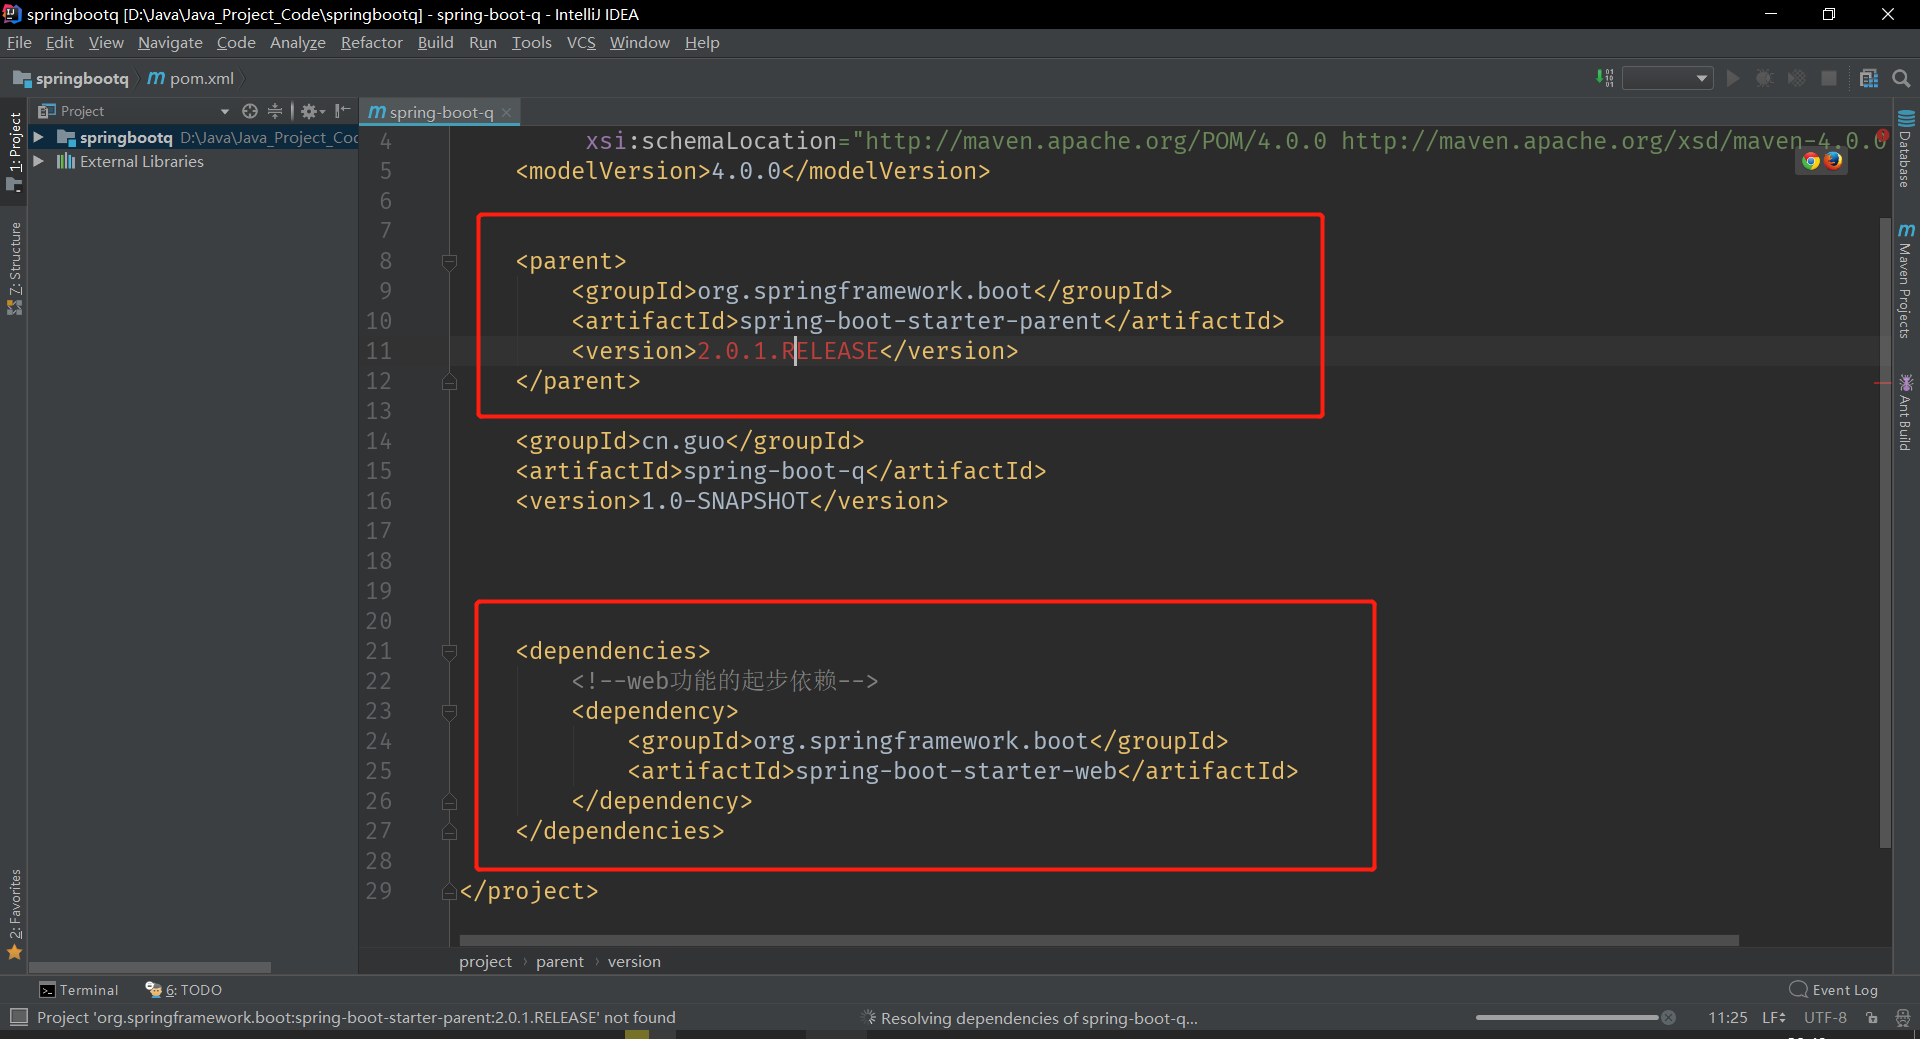 springbootq [D:\Java\Java_Project_Code\springbootq] - spring-boot-q - IntelliJ IDEA
File Edit View Navigate Code Analyze Refactor Build Run Tools VCS Window Help
springbootq pom.xml
Project
spring-boot-q
1: Project
springbootq D:\Java\Java_Project_Cod
External Libraries
Z: Structure
2: Favorites
4 xsi:schemaLocation="http://maven.apache.org/POM/4.0.0 http://maven.apache.org/xsd/maven-4.0.0
5 <modelVersion>4.0.0</modelVersion>
6
7
8 <parent>
9 <groupId>org.springframework.boot</groupId>
10 <artifactId>spring-boot-starter-parent</artifactId>
11 <version>2.0.1.RELEASE</version>
12 </parent>
13
14 <groupId>cn.guo</groupId>
15 <artifactId>spring-boot-q</artifactId>
16 <version>1.0-SNAPSHOT</version>
17
18
19
20
21 <dependencies>
22 <!--web功能的起步依赖-->
23 <dependency>
24 <groupId>org.springframework.boot</groupId>
25 <artifactId>spring-boot-starter-web</artifactId>
26 </dependency>
27 </dependencies>
28
29 </project>
Database
Maven Projects
Ant Build
project › parent › version
Terminal 6: TODO
Event Log
Project 'org.springframework.boot:spring-boot-starter-parent:2.0.1.RELEASE' not found
Resolving dependencies of spring-boot-q...
11:25 LF UTF-8